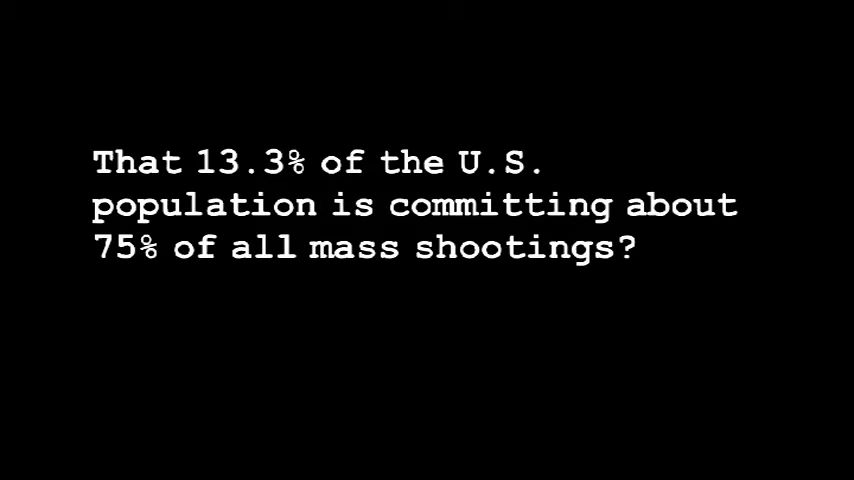 That 13.3% of the U.S.
population is committing about
75% of all mass shootings?